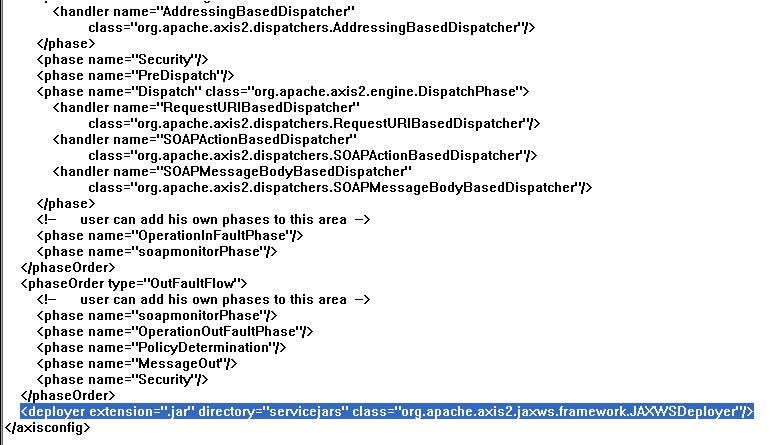 <handler name="AddressingBasedDispatcher"
class="org.apache.axis2.dispatchers.AddressingBasedDispatcher"/>
</phase>
<phase name="Security"/>
<phase name="PreDispatch"/>
<phase name="Dispatch" class="org.apache.axis2.engine.DispatchPhase">
<handler name="RequestURIBasedDispatcher"
class="org.apache.axis2.dispatchers.RequestURIBasedDispatcher"/>
<handler name="SOAPActionBasedDispatcher"
class="org.apache.axis2.dispatchers.SOAPActionBasedDispatcher"/>
<handler name="SOAPMessageBodyBasedDispatcher"
class="org.apache.axis2.dispatchers.SOAPMessageBodyBasedDispatcher"/>
</phase>
<!-- user can add his own phases to this area -->
<phase name="OperationInFaultPhase"/>
<phase name="soapmonitorPhase"/>
</phaseOrder>
<phaseOrder type="OutFaultFlow">
<!-- user can add his own phases to this area -->
<phase name="soapmonitorPhase"/>
<phase name="OperationOutFaultPhase"/>
<phase name="PolicyDetermination"/>
<phase name="MessageOut"/>
<phase name="Security"/>
</phaseOrder>
<deployer extension=".jar" directory="servicejars" class="org.apache.axis2.jaxws.framework.JAXWSDeployer"/>
</axisconfig>